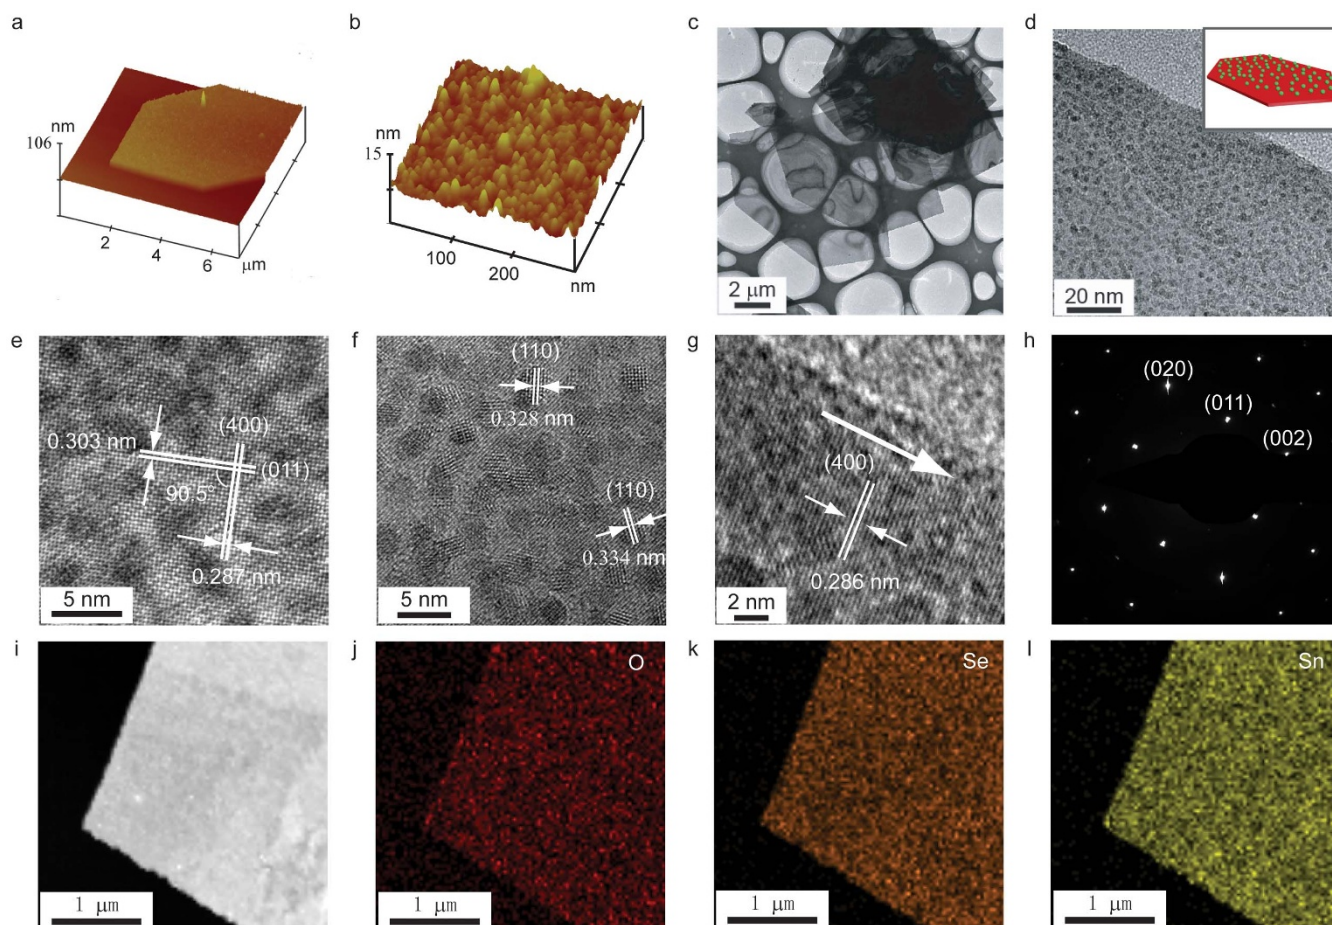 a
nm
106
2
4
6
μm
b
nm
15
100
200
nm
c
2 μm
d
20 nm
e
0.303 nm
(400)
(011)
90.5°
0.287 nm
5 nm
f
(110)
0.328 nm
(110)
0.334 nm
5 nm
g
(400)
0.286 nm
2 nm
h
(020)
(011)
(002)
i
1 μm
j
O
1 μm
k
Se
1 μm
l
Sn
1 μm